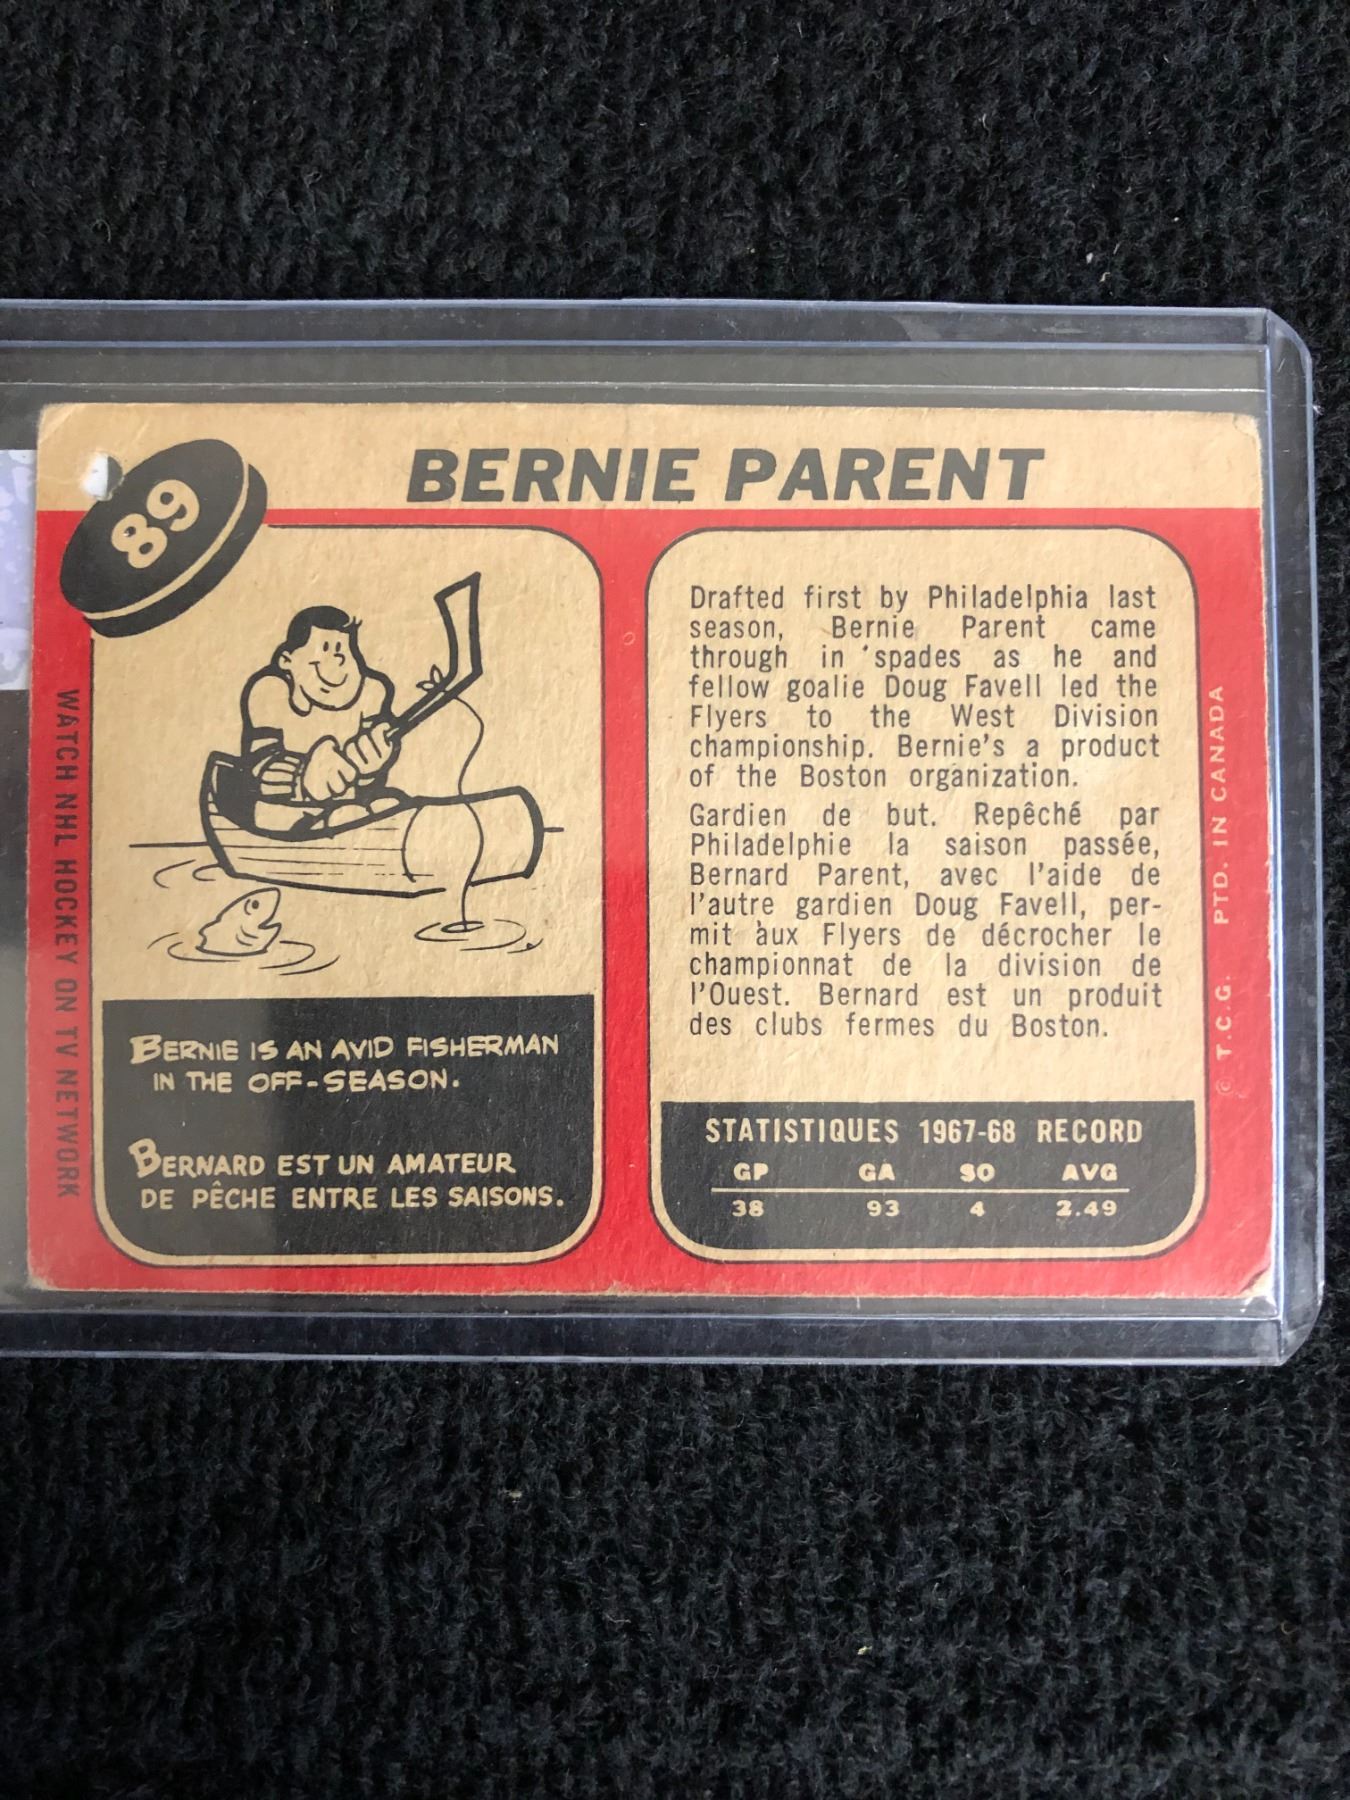 89
BERNIE PARENT
WATCH NHL HOCKEY ON TV NETWORK
BERNIE IS AN AVID FISHERMAN
IN THE OFF-SEASON.
BERNARD EST UN AMATEUR
DE PÊCHE ENTRE LES SAISONS.
Drafted first by Philadelphia last
season, Bernie Parent came
through in 'spades as he and
fellow goalie Doug Favell led the
Flyers to the West Division
championship. Bernie's a product
of the Boston organization.
Gardien de but. Repêché par
Philadelphie la saison passée,
Bernard Parent, avec l'aide de
l'autre gardien Doug Favell, per-
mit aux Flyers de décrocher le
championnat de la division de
l'Ouest. Bernard est un produit
des clubs fermes du Boston.
STATISTIQUES 1967-68 RECORD
GP GA SO AVG
38 93 4 2.49
© T.C.G. PTD. IN CANADA